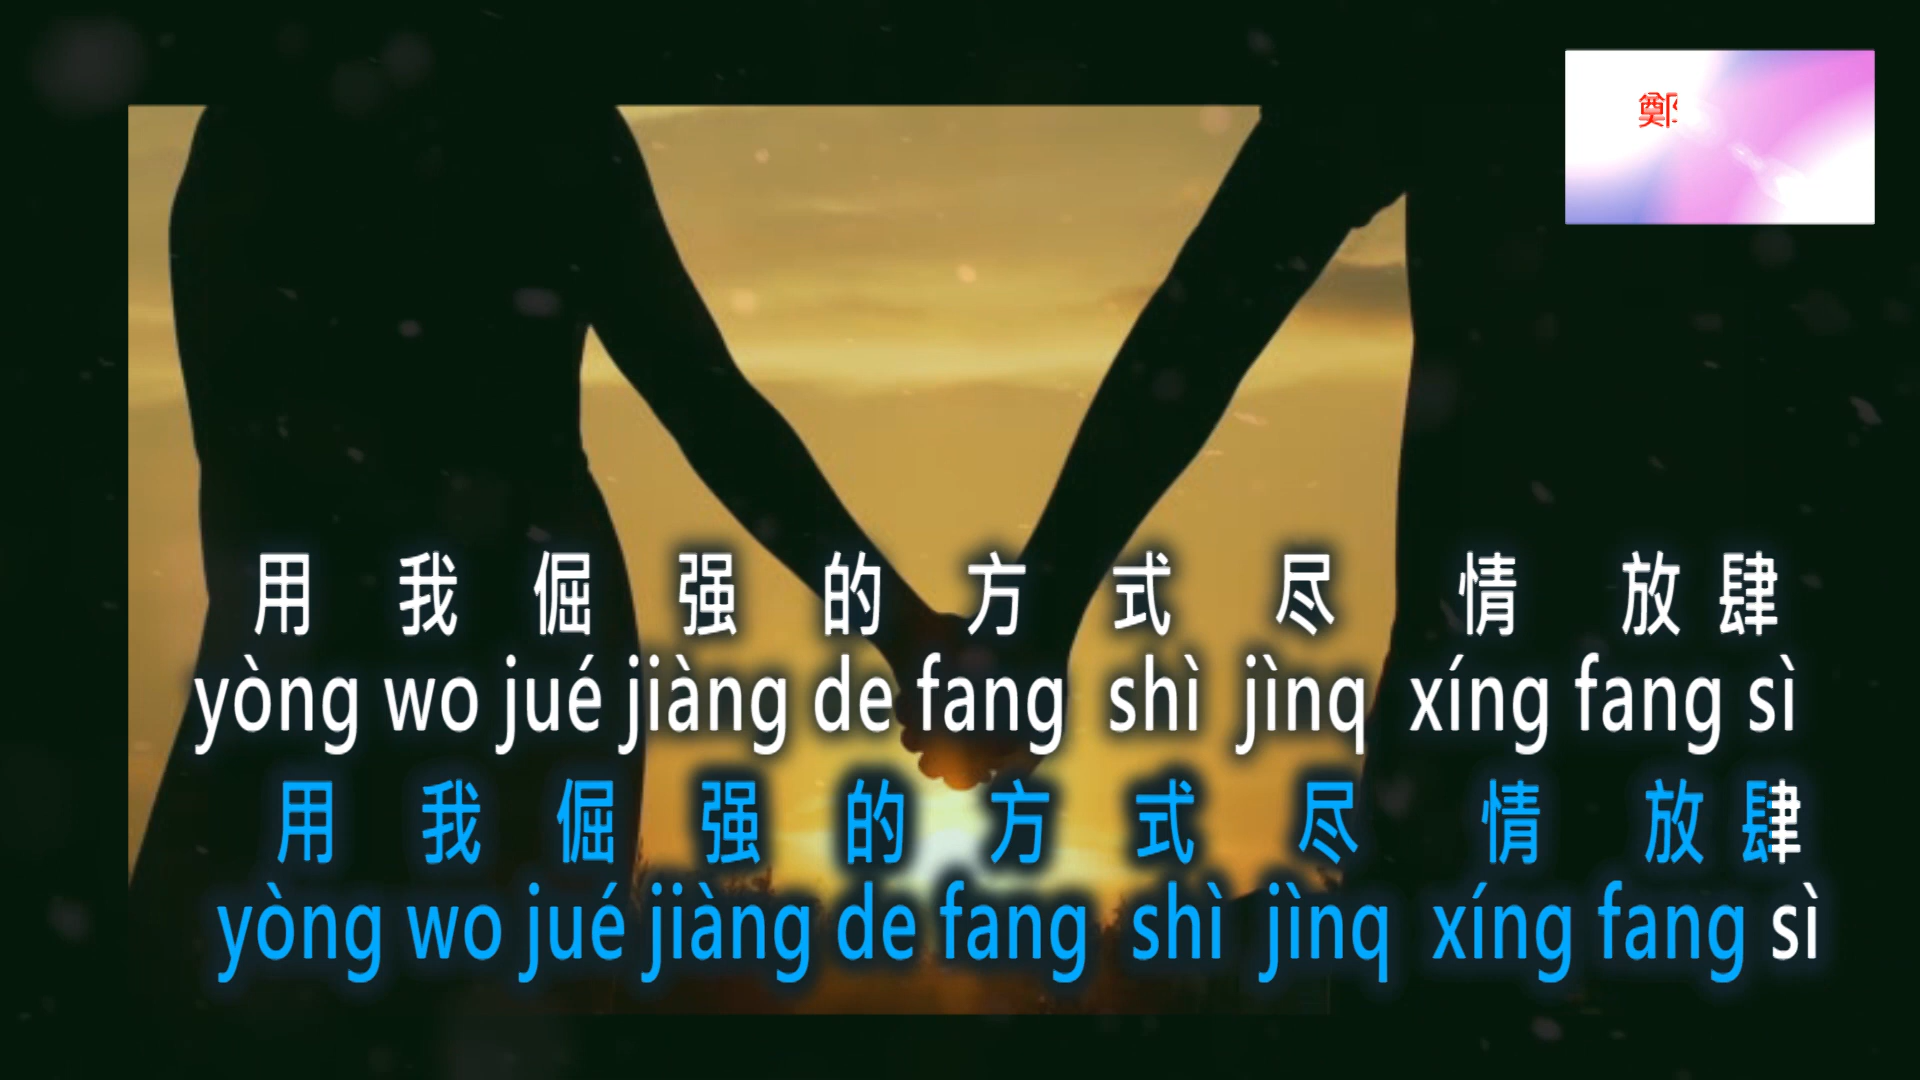 鄭
用 我 倔 强 的 方 式 尽 情 放 肆
yòng wo jué jiàng de fang shì jìnq xíng fang sì
用 我 倔 强 的 方 式 尽 情 放 肆
yòng wo jué jiàng de fang shì jìnq xíng fang sì